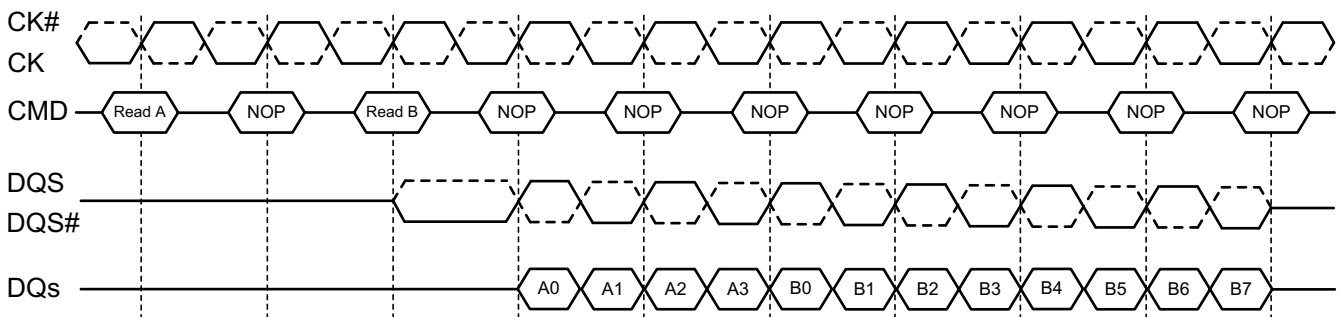 CK#
CK
CMD Read A NOP Read B NOP NOP NOP NOP NOP NOP NOP
DQS
DQS#
DQs A0 A1 A2 A3 B0 B1 B2 B3 B4 B5 B6 B7